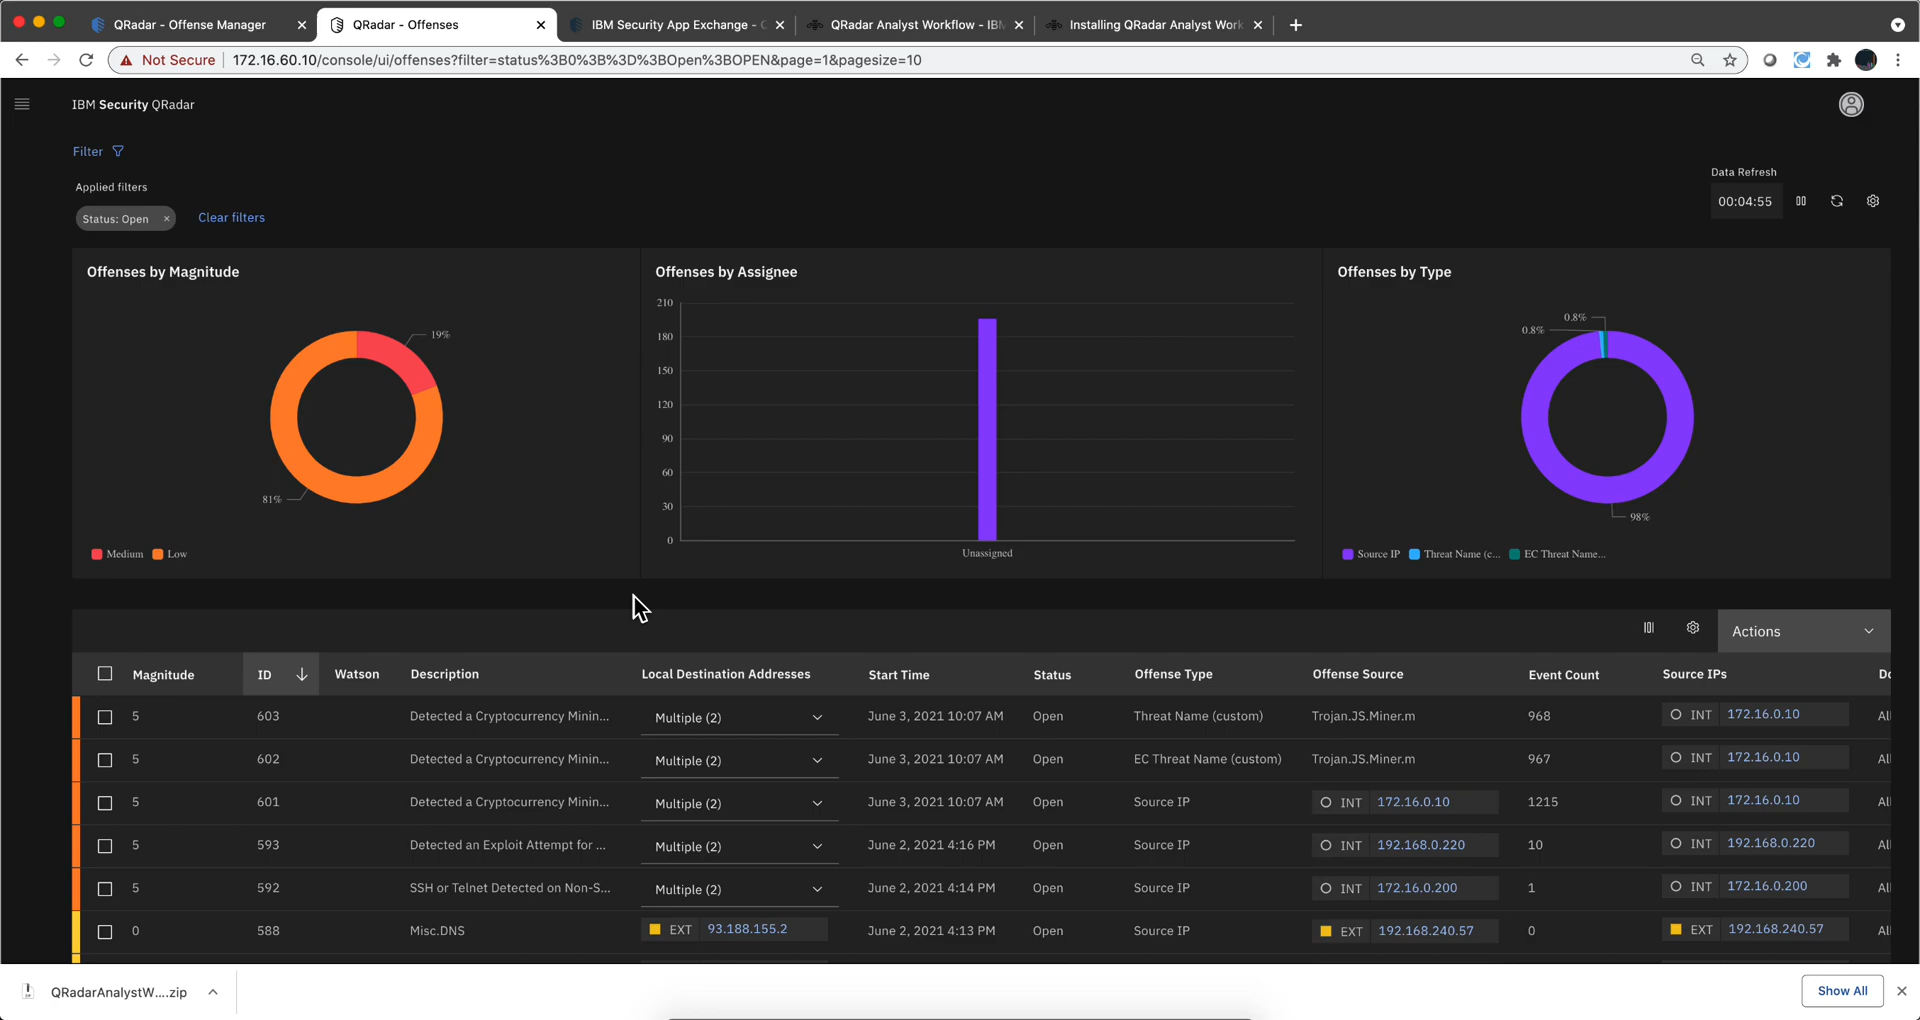 QRadar - Offense Manager
QRadar - Offenses
IBM Security App Exchange -
QRadar Analyst Workflow - IBM
Installing QRadar Analyst Work
Not Secure
172.16.60.10/console/ui/offenses?filter=status%3B0%3B%3D%3BOpen%3BOPEN&page=1&pagesize=10
IBM Security QRadar
Filter
Data Refresh
Applied filters
00:04:55
Status: Open ×
Clear filters
Offenses by Magnitude
19%
81%
Medium
Low
Offenses by Assignee
210
180
150
120
90
60
30
0
Unassigned
Offenses by Type
0.8%
0.8%
98%
Source IP
Threat Name (c...
EC Threat Name...
Actions
Magnitude ID Watson Description Local Destination Addresses Start Time Status Offense Type Offense Source Event Count Source IPs
5 603 Detected a Cryptocurrency Minin... Multiple (2) June 3, 2021 10:07 AM Open Threat Name (custom) Trojan.JS.Miner.m 968 INT 172.16.0.10 All
5 602 Detected a Cryptocurrency Minin... Multiple (2) June 3, 2021 10:07 AM Open EC Threat Name (custom) Trojan.JS.Miner.m 967 INT 172.16.0.10 All
5 601 Detected a Cryptocurrency Minin... Multiple (2) June 3, 2021 10:07 AM Open Source IP INT 172.16.0.10 1215 INT 172.16.0.10 All
5 593 Detected an Exploit Attempt for ... Multiple (2) June 2, 2021 4:16 PM Open Source IP INT 192.168.0.220 10 INT 192.168.0.220 All
5 592 SSH or Telnet Detected on Non-S... Multiple (2) June 2, 2021 4:14 PM Open Source IP INT 172.16.0.200 1 INT 172.16.0.200 All
0 588 Misc.DNS EXT 93.188.155.2 June 2, 2021 4:13 PM Open Source IP EXT 192.168.240.57 0 EXT 192.168.240.57 All
QRadarAnalystW....zip
Show All